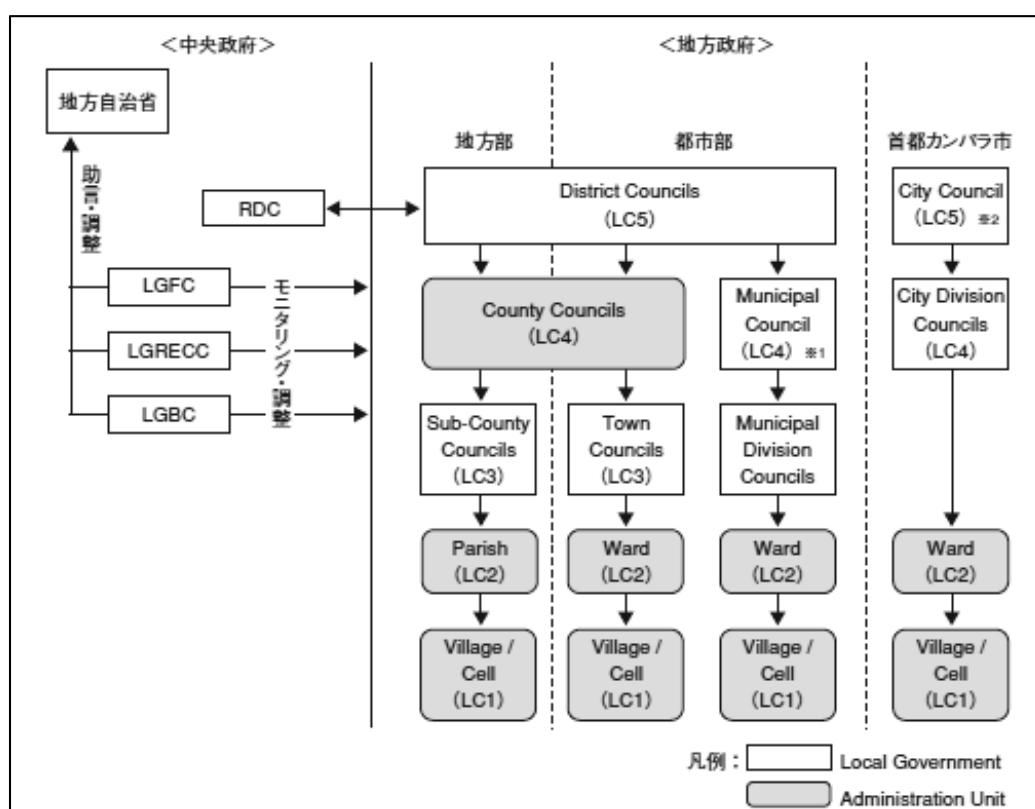 ＜中央政府＞
＜地方政府＞
地方自治省
地方部
都市部
首都カンパラ市
助言・調整
RDC
District Councils
(LC5)
City Council
(LC5) ※2
LGFC
LGRECC
LGBC
モニタリング・調整
County Councils
(LC4)
Municipal
Council
(LC4) ※1
City Division
Councils
(LC4)
Sub-County
Councils
(LC3)
Town
Councils
(LC3)
Municipal
Division
Councils
Parish
(LC2)
Ward
(LC2)
Ward
(LC2)
Ward
(LC2)
Village /
Cell
(LC1)
Village /
Cell
(LC1)
Village /
Cell
(LC1)
Village /
Cell
(LC1)
凡例：
Local Government
Administration Unit